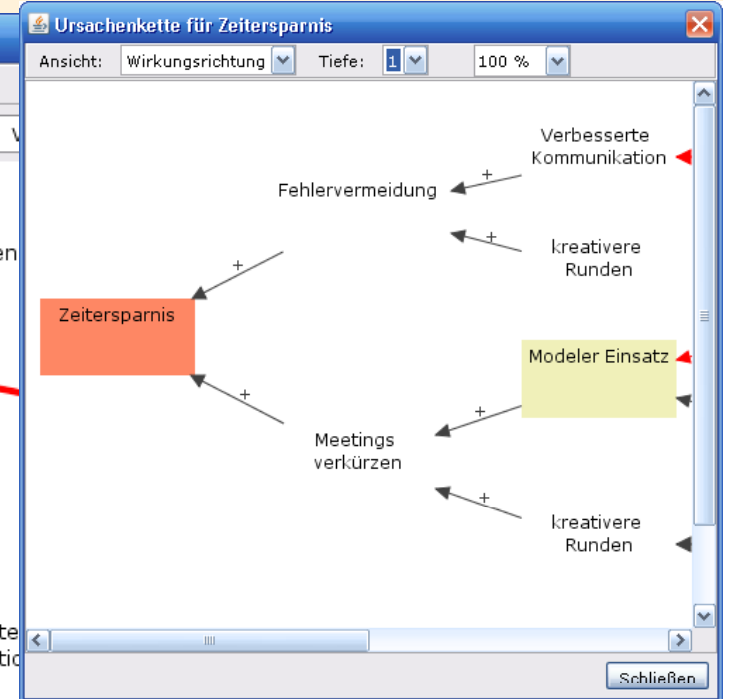 Ursachenkette für Zeitersparnis
Ansicht: Wirkungsrichtung Tiefe: 1 100 %
Verbesserte
Kommunikation
+
Fehlervermeidung
+
kreativere
Runden
+
Zeitersparnis
Modeler Einsatz
+
+
Meetings
verkürzen
+
kreativere
Runden
Schließen